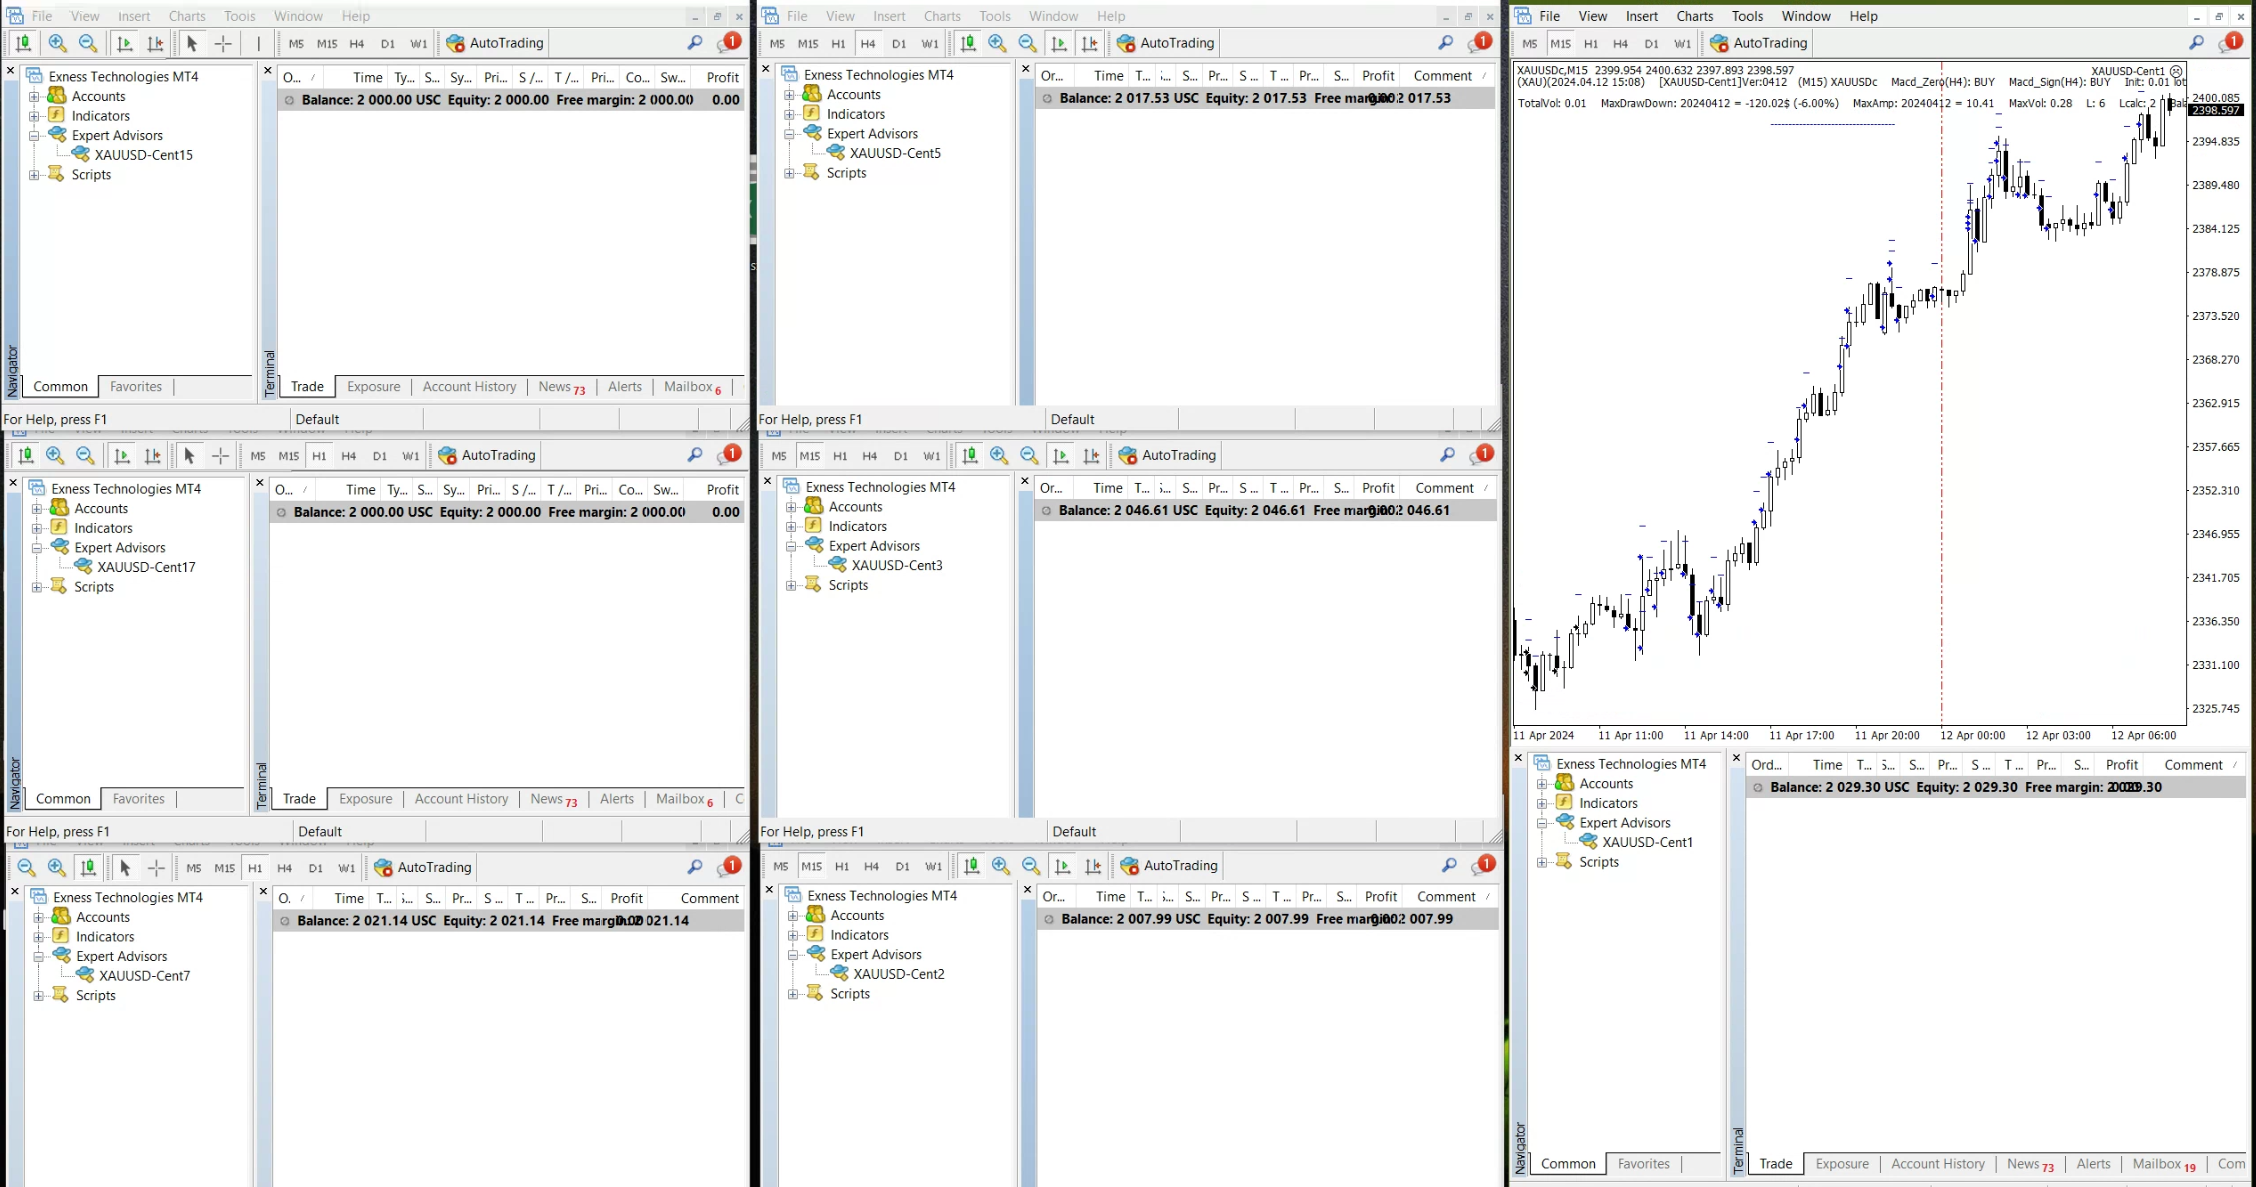 File View Insert Charts Tools Window Help
M5 M15 H4 D1 W1 AutoTrading 1
Exness Technologies MT4
Accounts
Indicators
Expert Advisors
XAUUSD-Cent15
Scripts
Navigator
Common Favorites
O... / Time Ty... S... Sy... Pri... S /... T /... Pri... Co... Sw... Profit
Balance: 2 000.00 USC Equity: 2 000.00 Free margin: 2 000.00 0.00
Terminal
Trade Exposure Account History News 73 Alerts Mailbox 6
For Help, press F1 Default
M5 M15 H1 H4 D1 W1 AutoTrading 1
Exness Technologies MT4
Accounts
Indicators
Expert Advisors
XAUUSD-Cent17
Scripts
Navigator
Common Favorites
O... / Time Ty... S... Sy... Pri... S /... T /... Pri... Co... Sw... Profit
Balance: 2 000.00 USC Equity: 2 000.00 Free margin: 2 000.00 0.00
Terminal
Trade Exposure Account History News 73 Alerts Mailbox 6 C
For Help, press F1 Default
M5 M15 H1 H4 D1 W1 AutoTrading 1
Exness Technologies MT4
Accounts
Indicators
Expert Advisors
XAUUSD-Cent7
Scripts
O. / Time T... S... Pr... S ... T ... Pr... S... Profit Comment
Balance: 2 021.14 USC Equity: 2 021.14 Free margin: 2 021.14
File View Insert Charts Tools Window Help
M5 M15 H1 H4 D1 W1 AutoTrading 1
Exness Technologies MT4
Accounts
Indicators
Expert Advisors
XAUUSD-Cent5
Scripts
Or... Time T... S... Pr... S ... T ... Pr... S... Profit Comment /
Balance: 2 017.53 USC Equity: 2 017.53 Free margin: 2 017.53
For Help, press F1 Default
M5 M15 H1 H4 D1 W1 AutoTrading 1
Exness Technologies MT4
Accounts
Indicators
Expert Advisors
XAUUSD-Cent3
Scripts
Or... Time T... S... Pr... S ... T ... Pr... S... Profit Comment /
Balance: 2 046.61 USC Equity: 2 046.61 Free margin: 2 046.61
For Help, press F1 Default
M5 M15 H1 H4 D1 W1 AutoTrading 1
Exness Technologies MT4
Accounts
Indicators
Expert Advisors
XAUUSD-Cent2
Scripts
Or... Time T... S... Pr... S ... T ... Pr... S... Profit Comment /
Balance: 2 007.99 USC Equity: 2 007.99 Free margin: 2 007.99
File View Insert Charts Tools Window Help
M5 M15 H1 H4 D1 W1 AutoTrading 1
XAUUSDc,M15 2399.954 2400.632 2397.893 2398.597 XAUUSD-Cent1
(XAU)(2024.04.12 15:08) [XAUUSD-Cent1]Ver:0412 (M15) XAUUSDc Macd_Zero(H4): BUY Macd_Sign(H4): BUY Init: 0.01 lot
TotalVol: 0.01 MaxDrawDown: 20240412 = -120.02$ (-6.00%) MaxAmp: 20240412 = 10.41 MaxVol: 0.28 L: 6 Lcalc: 2
2400.085
2398.597
2394.835
2389.480
2384.125
2378.875
2373.520
2368.270
2362.915
2357.665
2352.310
2346.955
2341.705
2336.350
2331.100
2325.745
11 Apr 2024 11 Apr 11:00 11 Apr 14:00 11 Apr 17:00 11 Apr 20:00 12 Apr 00:00 12 Apr 03:00 12 Apr 06:00
Exness Technologies MT4
Accounts
Indicators
Expert Advisors
XAUUSD-Cent1
Scripts
Navigator
Common Favorites
Ord... Time T... S... Pr... S ... T ... Pr... S... Profit Comment /
Balance: 2 029.30 USC Equity: 2 029.30 Free margin: 2 029.30
Terminal
Trade Exposure Account History News 73 Alerts Mailbox 19 Com